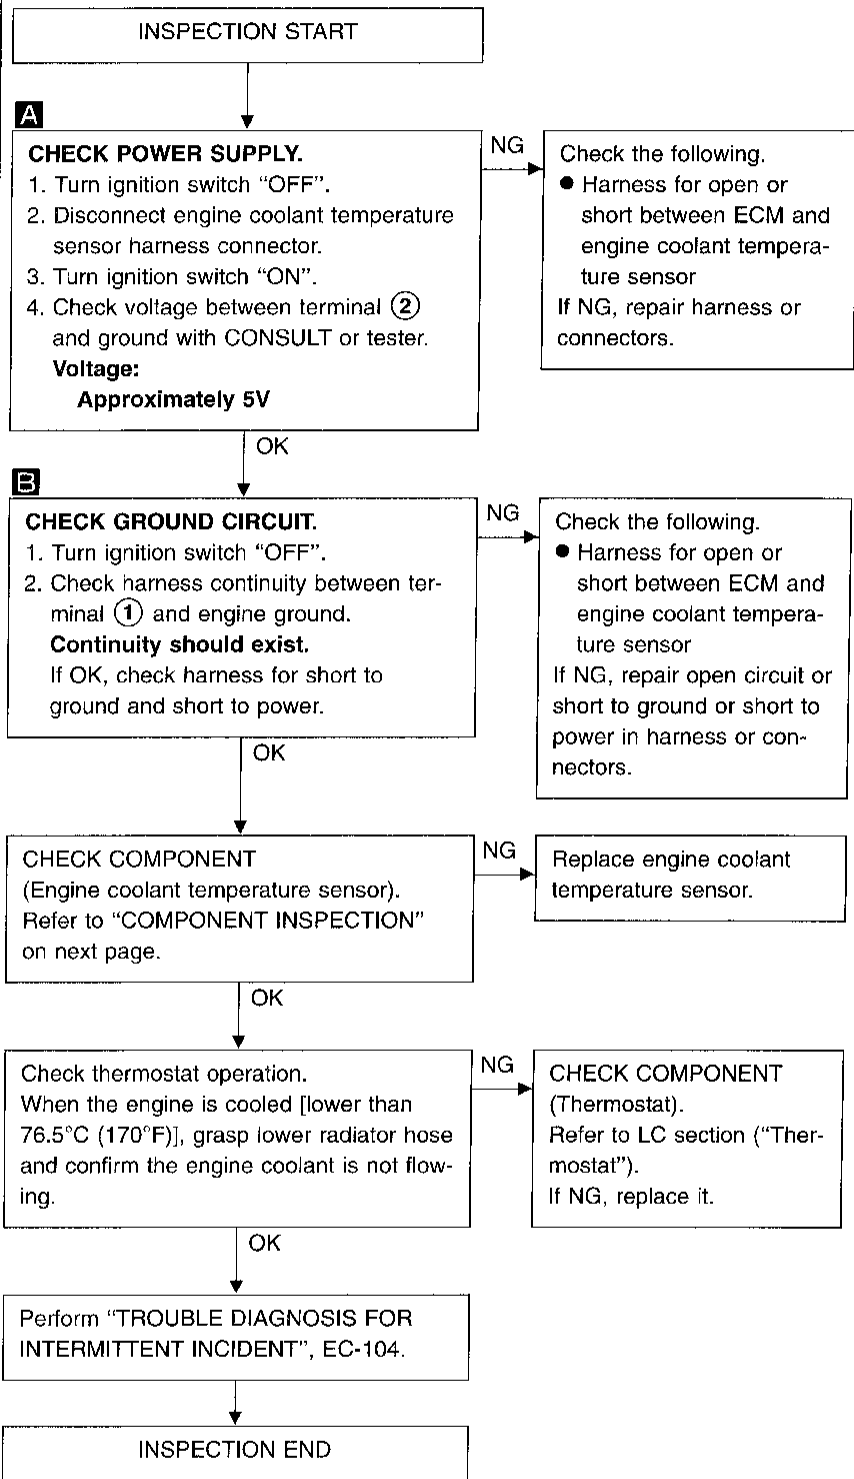 INSPECTION START
A
CHECK POWER SUPPLY.
1. Turn ignition switch “OFF”.
2. Disconnect engine coolant temperature
sensor harness connector.
3. Turn ignition switch “ON”.
4. Check voltage between terminal ②
and ground with CONSULT or tester.
Voltage:
Approximately 5V
NG
Check the following.
● Harness for open or
short between ECM and
engine coolant tempera-
ture sensor
If NG, repair harness or
connectors.
OK
B
CHECK GROUND CIRCUIT.
1. Turn ignition switch “OFF”.
2. Check harness continuity between ter-
minal ① and engine ground.
Continuity should exist.
If OK, check harness for short to
ground and short to power.
NG
Check the following.
● Harness for open or
short between ECM and
engine coolant tempera-
ture sensor
If NG, repair open circuit or
short to ground or short to
power in harness or con-
nectors.
OK
CHECK COMPONENT
(Engine coolant temperature sensor).
Refer to “COMPONENT INSPECTION”
on next page.
NG
Replace engine coolant
temperature sensor.
OK
Check thermostat operation.
When the engine is cooled [lower than
76.5°C (170°F)], grasp lower radiator hose
and confirm the engine coolant is not flow-
ing.
NG
CHECK COMPONENT
(Thermostat).
Refer to LC section (“Ther-
mostat”).
If NG, replace it.
OK
Perform “TROUBLE DIAGNOSIS FOR
INTERMITTENT INCIDENT”, EC-104.
INSPECTION END